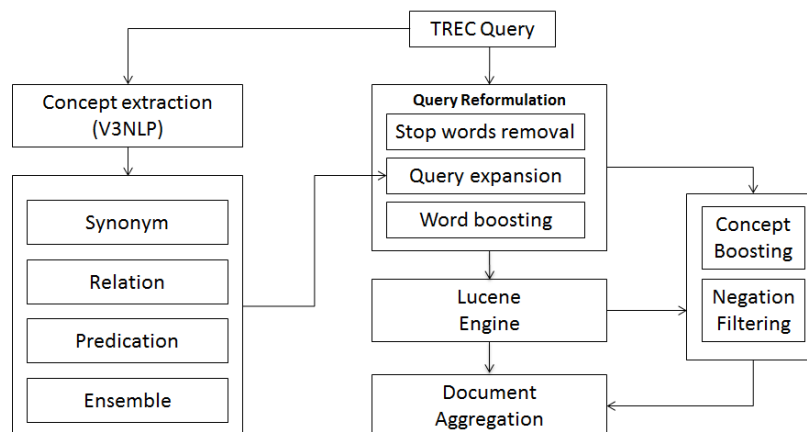 TREC Query
Concept extraction
(V3NLP)
Synonym
Relation
Predication
Ensemble
Query Reformulation
Stop words removal
Query expansion
Word boosting
Lucene
Engine
Document
Aggregation
Concept
Boosting
Negation
Filtering